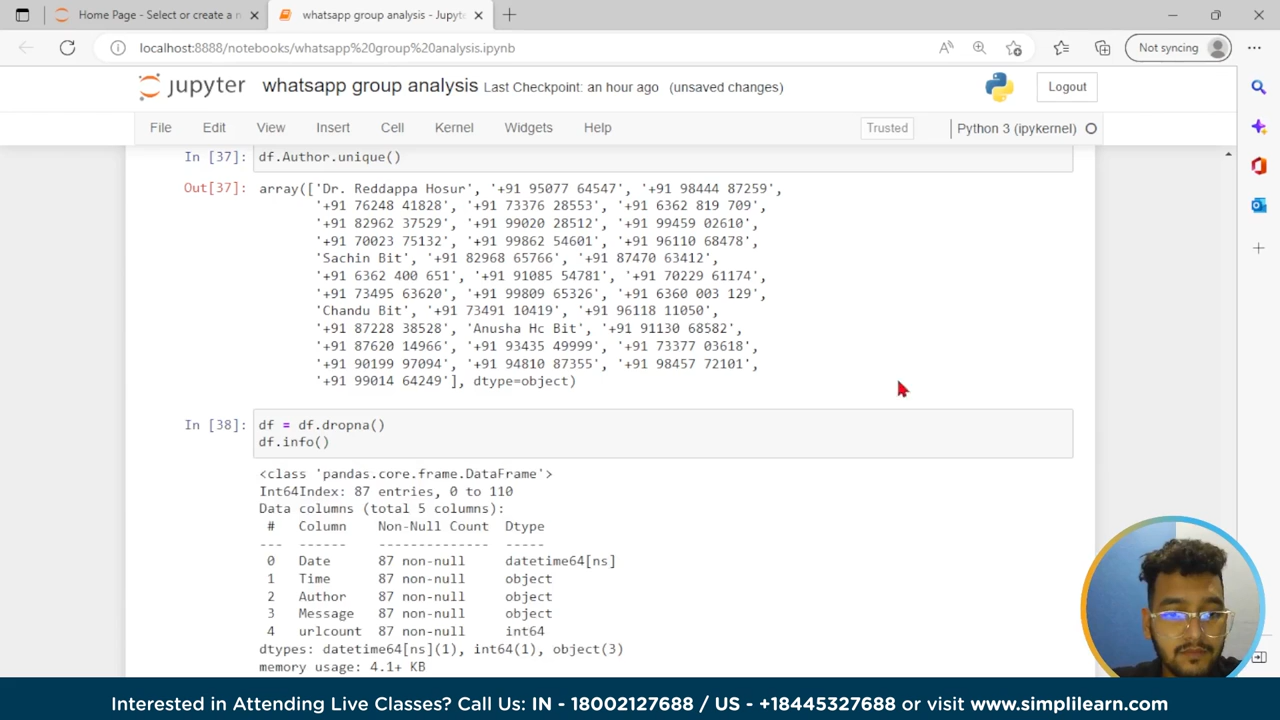 Home Page - Select or create a n
whatsapp group analysis - Jupyte
localhost:8888/notebooks/whatsapp%20group%20analysis.ipynb
Not syncing
jupyter whatsapp group analysis Last Checkpoint: an hour ago (unsaved changes)
Logout
File Edit View Insert Cell Kernel Widgets Help
Trusted
Python 3 (ipykernel)
In [37]: df.Author.unique()
Out[37]: array(['Dr. Reddappa Hosur', '+91 95077 64547', '+91 98444 87259',
'+91 76248 41828', '+91 73376 28553', '+91 6362 819 709',
'+91 82962 37529', '+91 99020 28512', '+91 99459 02610',
'+91 70023 75132', '+91 99862 54601', '+91 96110 68478',
'Sachin Bit', '+91 82968 65766', '+91 87470 63412',
'+91 6362 400 651', '+91 91085 54781', '+91 70229 61174',
'+91 73495 63620', '+91 99809 65326', '+91 6360 003 129',
'Chandu Bit', '+91 73491 10419', '+91 96118 11050',
'+91 87228 38528', 'Anusha Hc Bit', '+91 91130 68582',
'+91 87620 14966', '+91 93435 49999', '+91 73377 03618',
'+91 90199 97094', '+91 94810 87355', '+91 98457 72101',
'+91 99014 64249'], dtype=object)
In [38]: df = df.dropna()
df.info()
<class 'pandas.core.frame.DataFrame'>
Int64Index: 87 entries, 0 to 110
Data columns (total 5 columns):
# Column Non-Null Count Dtype
--- ------ -------------- -----
0 Date 87 non-null datetime64[ns]
1 Time 87 non-null object
2 Author 87 non-null object
3 Message 87 non-null object
4 urlcount 87 non-null int64
dtypes: datetime64[ns](1), int64(1), object(3)
memory usage: 4.1+ KB
Interested in Attending Live Classes? Call Us: IN - 18002127688 / US - +18445327688 or visit www.simplilearn.com